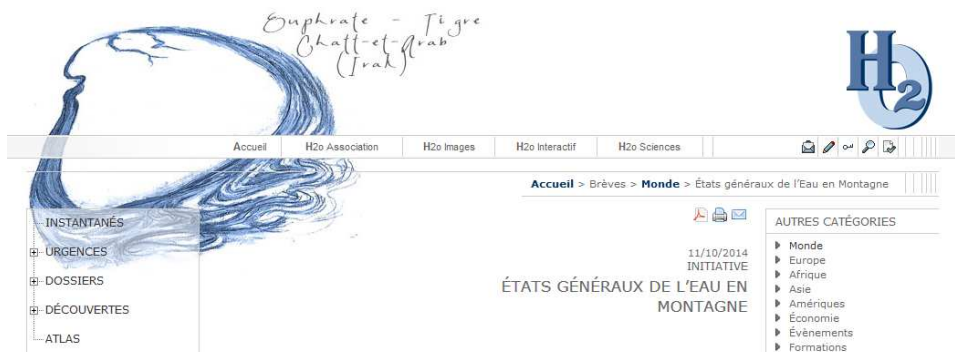 Euphrate - Tigre
Chatt-et-Arab
(Irak)
H2O
Accueil
H2o Association
H2o Images
H2o Interactif
H2o Sciences
Accueil > Brèves > Monde > États généraux de l'Eau en Montagne
INSTANTANÉS
URGENCES
DOSSIERS
DÉCOUVERTES
ATLAS
11/10/2014
INITIATIVE
ÉTATS GÉNÉRAUX DE L'EAU EN
MONTAGNE
AUTRES CATÉGORIES
Monde
Europe
Afrique
Asie
Amériques
Économie
Évènements
Formations